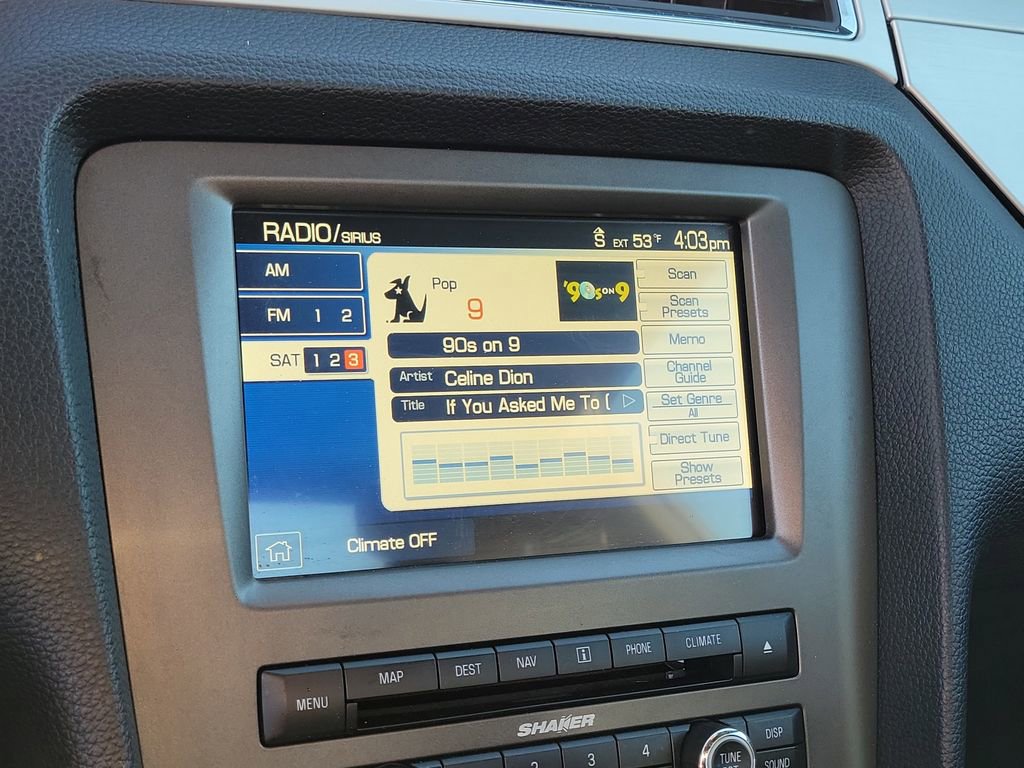 RADIO/SIRIUS
S EXT 53°F 4:03pm
AM
FM 1 2
SAT 1 2 3
Pop
9
'90s ON 9
90s on 9
Artist Celine Dion
Title If You Asked Me To (
Scan
Scan
Presets
Memo
Channel
Guide
Set Genre
All
Direct Tune
Show
Presets
Climate OFF
MENU MAP DEST NAV i PHONE CLIMATE
SHAKER
2 3 4
TUNE
DISP
SOUND